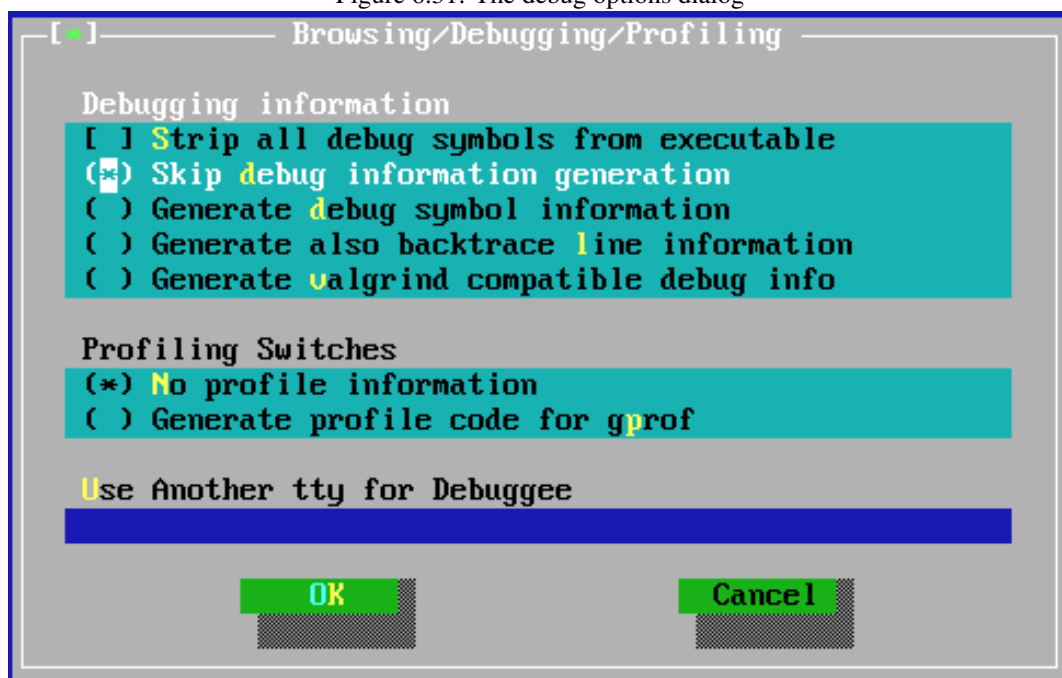 Figure 6.31: The debug options dialog
[*] Browsing/Debugging/Profiling
Debugging information
[ ] Strip all debug symbols from executable
(*) Skip debug information generation
( ) Generate debug symbol information
( ) Generate also backtrace line information
( ) Generate valgrind compatible debug info
Profiling Switches
(*) No profile information
( ) Generate profile code for gprof
Use Another tty for Debuggee
OK Cancel